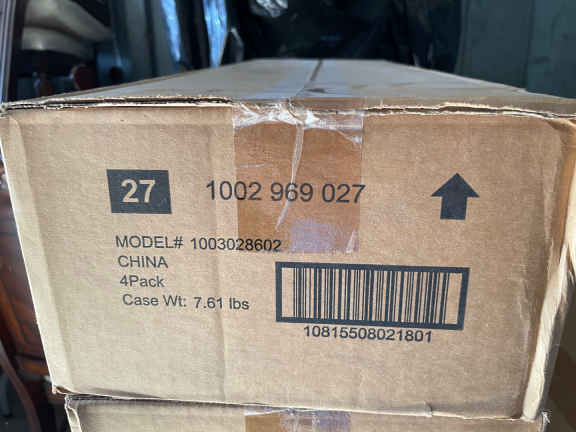 27 1002 969 027
MODEL# 1003028602
CHINA
4Pack
Case Wt: 7.61 lbs
10815508021801